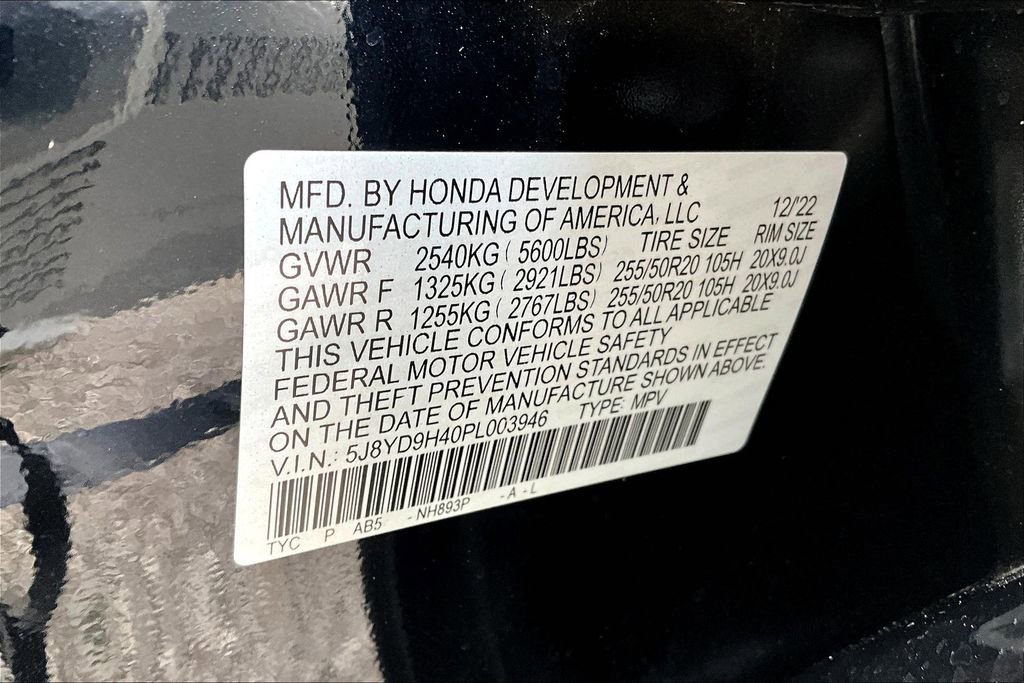 MFD. BY HONDA DEVELOPMENT &
MANUFACTURING OF AMERICA, LLC 12/'22
GVWR 2540KG ( 5600LBS) TIRE SIZE RIM SIZE
GAWR F 1325KG ( 2921LBS) 255/50R20 105H 20X9.0J
GAWR R 1255KG ( 2767LBS) 255/50R20 105H 20X9.0J
THIS VEHICLE CONFORMS TO ALL APPLICABLE
FEDERAL MOTOR VEHICLE SAFETY
AND THEFT PREVENTION STANDARDS IN EFFECT
ON THE DATE OF MANUFACTURE SHOWN ABOVE.
V.I.N.: 5J8YD9H40PL003946 TYPE: MPV
TYC P AB5 - NH893P - A - L